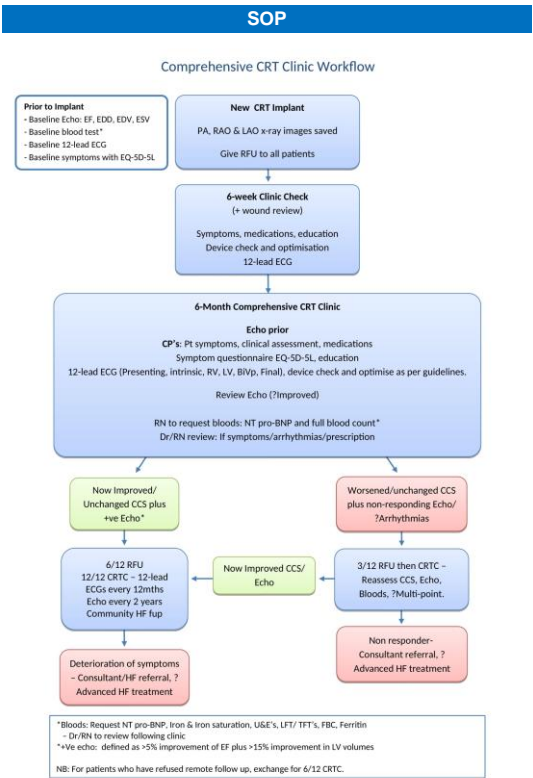 SOP
Comprehensive CRT Clinic Workflow
Prior to Implant
- Baseline Echo: EF, EDD, EDV, ESV
- Baseline blood test*
- Baseline 12-lead ECG
- Baseline symptoms with EQ-5D-5L
New CRT Implant
PA, RAO & LAO x-ray images saved
Give RFU to all patients
6-week Clinic Check
(+ wound review)
Symptoms, medications, education
Device check and optimisation
12-lead ECG
6-Month Comprehensive CRT Clinic
Echo prior
CP's: Pt symptoms, clinical assessment, medications
Symptom questionnaire EQ-5D-5L, education
12-lead ECG (Presenting, intrinsic, RV, LV, BiVp, Final), device check and optimise as per guidelines.
Review Echo (?Improved)
RN to request bloods: NT pro-BNP and full blood count*
Dr/RN review: If symptoms/arrhythmias/prescription
Now Improved/
Unchanged CCS plus
+ve Echo*
Worsened/unchanged CCS
plus non-responding Echo/
?Arrhythmias
6/12 RFU
12/12 CRTC – 12-lead
ECGs every 12mths
Echo every 2 years
Community HF fup
Now Improved CCS/
Echo
3/12 RFU then CRTC –
Reassess CCS, Echo,
Bloods, ?Multi-point.
Deterioration of symptoms
– Consultant/HF referral, ?
Advanced HF treatment
Non responder-
Consultant referral, ?
Advanced HF treatment
*Bloods: Request NT pro-BNP, Iron & Iron saturation, U&E's, LFT/ TFT's, FBC, Ferritin
– Dr/RN to review following clinic
*+Ve echo: defined as >5% improvement of EF plus >15% improvement in LV volumes
NB: For patients who have refused remote follow up, exchange for 6/12 CRTC.